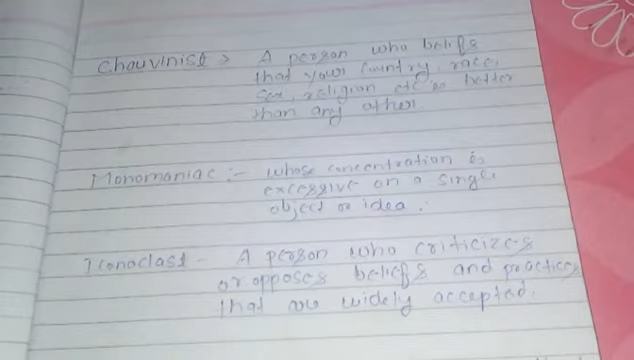 Chauvinist > A person who beliefs
that your country, race,
sex, religion etc is better
than any other.
Monomaniac :- whose concentration is
excessive on a single
object or idea.
Iconoclast - A person who criticizes
or opposes beliefs and practices
that are widely accepted.